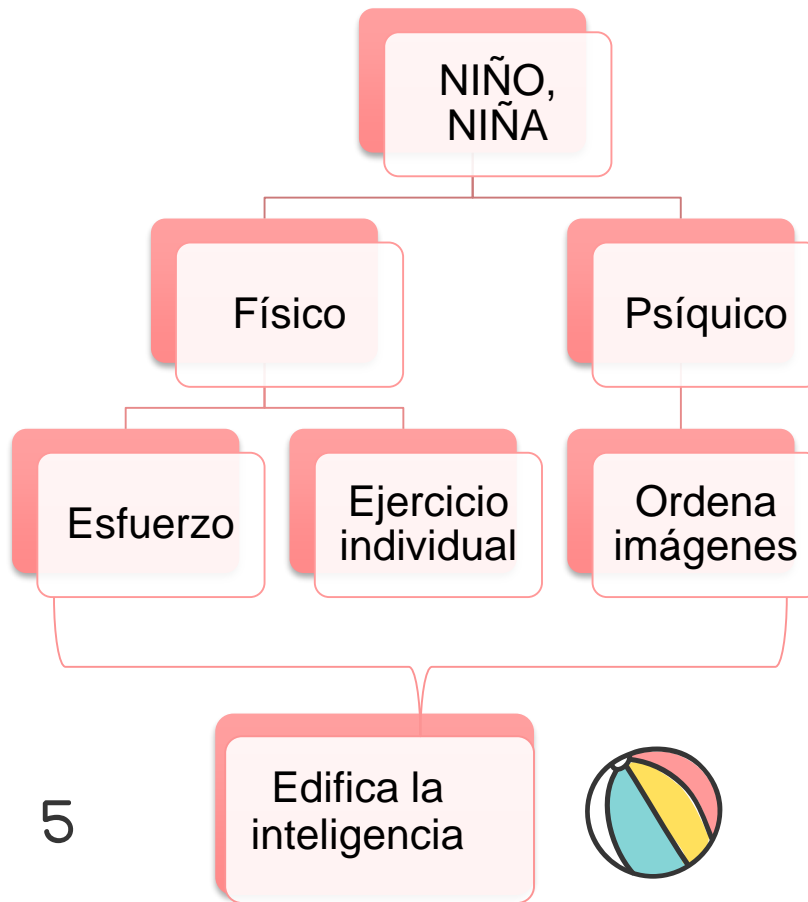 NIÑO,
NIÑA
Físico
Psíquico
Esfuerzo
Ejercicio
individual
Ordena
imágenes
Edifica la
inteligencia
5